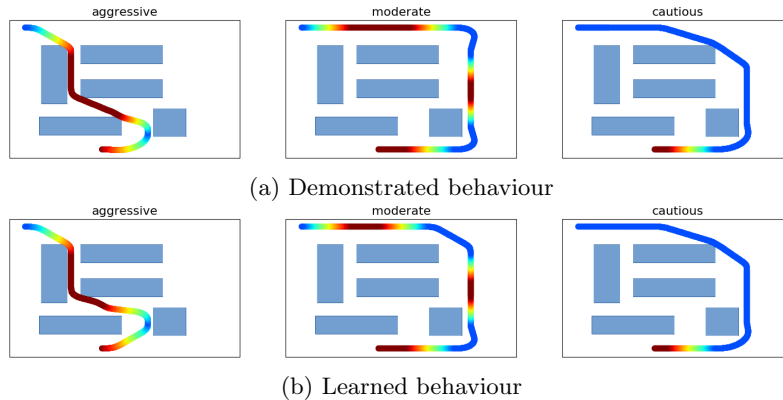 aggressive moderate cautious
(a) Demonstrated behaviour
aggressive moderate cautious
(b) Learned behaviour